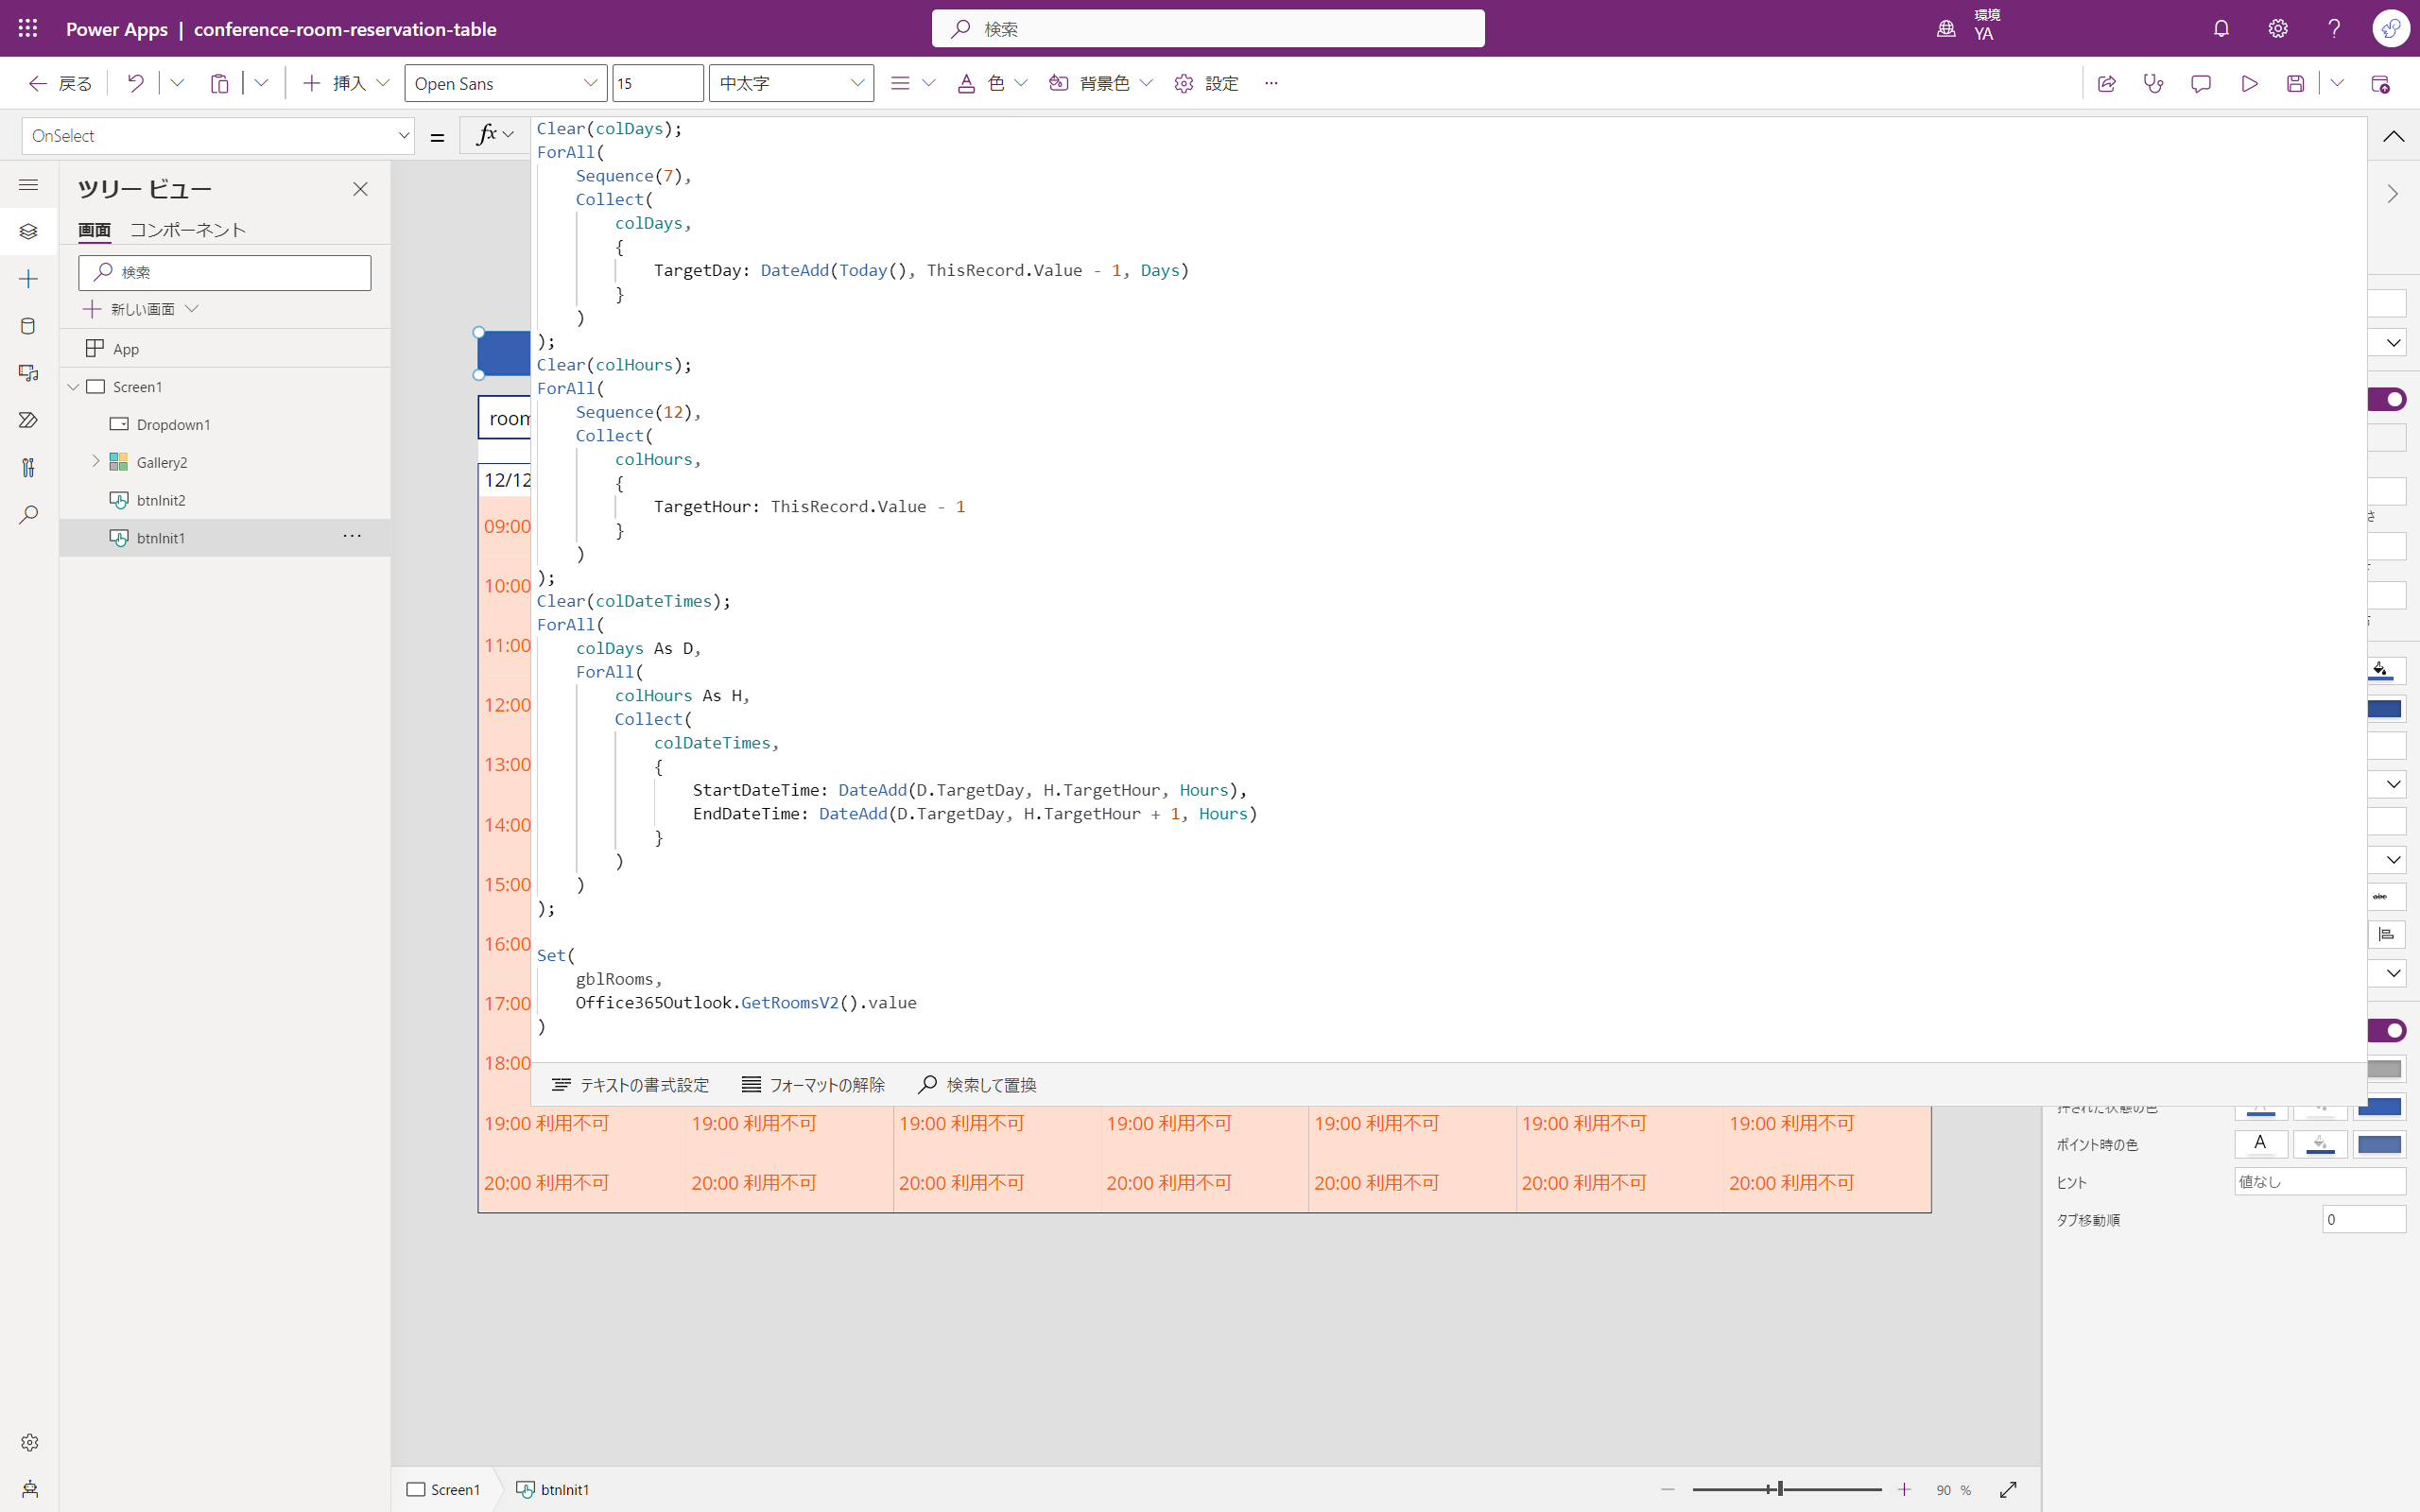 Power Apps | conference-room-reservation-table
検索
環境
YA
戻る
挿入
Open Sans
15
中太字
色
背景色
設定
OnSelect
=
fx
ツリー ビュー
画面
コンポーネント
検索
新しい画面
App
Screen1
Dropdown1
Gallery2
btnInit2
btnInit1
Clear(colDays);
ForAll(
Sequence(7),
Collect(
colDays,
{
TargetDay: DateAdd(Today(), ThisRecord.Value - 1, Days)
}
)
);
Clear(colHours);
ForAll(
Sequence(12),
Collect(
colHours,
{
TargetHour: ThisRecord.Value - 1
}
)
);
Clear(colDateTimes);
ForAll(
colDays As D,
ForAll(
colHours As H,
Collect(
colDateTimes,
{
StartDateTime: DateAdd(D.TargetDay, H.TargetHour, Hours),
EndDateTime: DateAdd(D.TargetDay, H.TargetHour + 1, Hours)
}
)
)
);
Set(
gblRooms,
Office365Outlook.GetRoomsV2().value
)
テキストの書式設定
フォーマットの解除
検索して置換
room
12/12
09:00
10:00
11:00
12:00
13:00
14:00
15:00
16:00
17:00
18:00
19:00 利用不可 19:00 利用不可 19:00 利用不可 19:00 利用不可 19:00 利用不可 19:00 利用不可 19:00 利用不可
20:00 利用不可 20:00 利用不可 20:00 利用不可 20:00 利用不可 20:00 利用不可 20:00 利用不可 20:00 利用不可
さ
abc
押された状態の色
ポイント時の色
A
ヒント
値なし
タブ移動順
0
Screen1
btnInit1
90 %